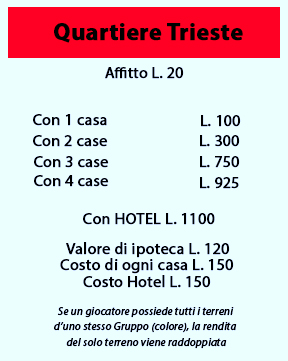 Quartiere Trieste
Affitto L. 20
Con 1 casa L. 100
Con 2 case L. 300
Con 3 case L. 750
Con 4 case L. 925
Con HOTEL L. 1100
Valore di ipoteca L. 120
Costo di ogni casa L. 150
Costo Hotel L. 150
Se un giocatore possiede tutti i terreni
d'uno stesso Gruppo (colore), la rendita
del solo terreno viene raddoppiata